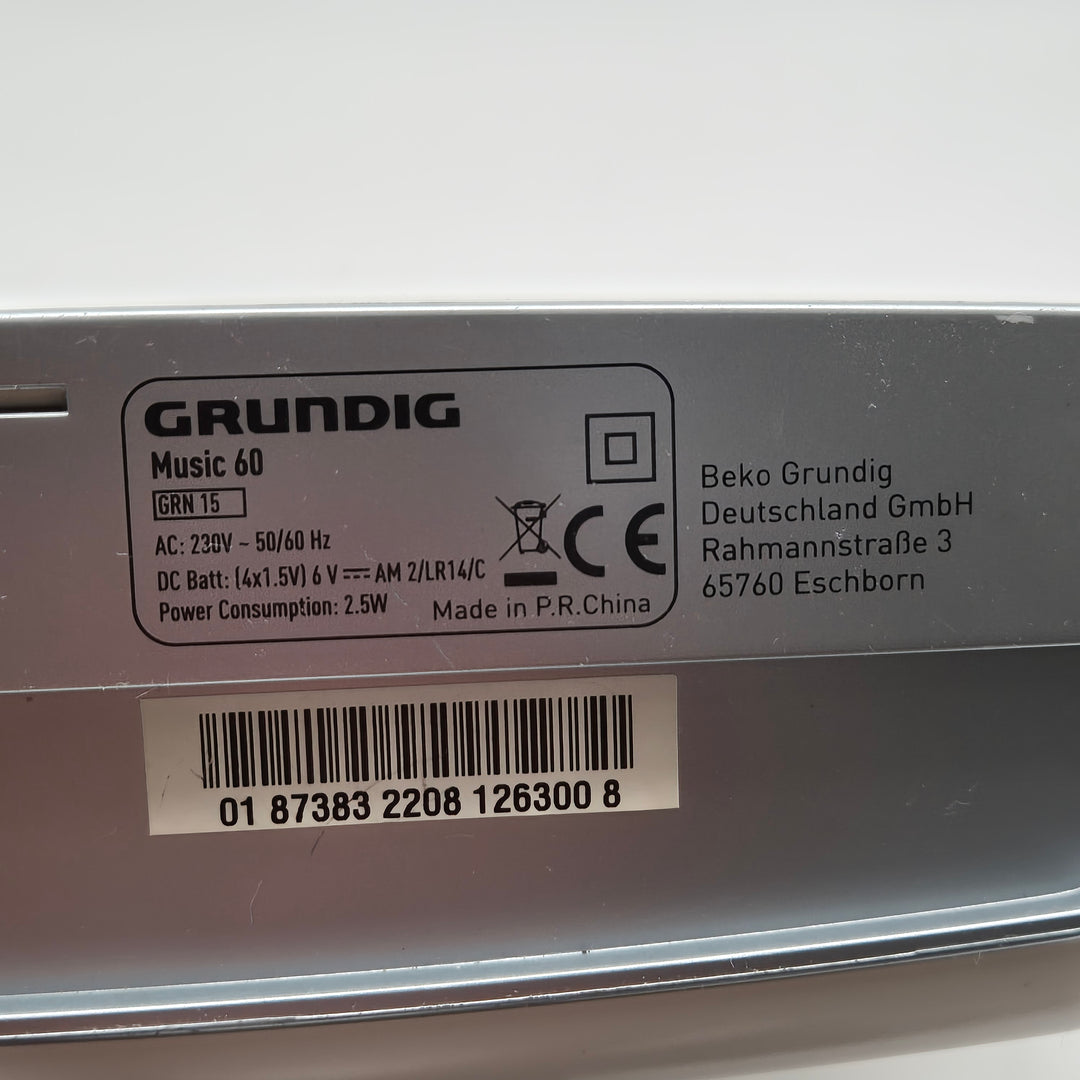 GRUNDIG
Music 60
GRN 15
AC: 230V ~ 50/60 Hz
DC Batt: (4x1.5V) 6 V ⎓ AM 2/LR14/C
Power Consumption: 2.5W
Made in P.R.China
CE
Beko Grundig
Deutschland GmbH
Rahmannstraße 3
65760 Eschborn
01 87383 2208 126300 8